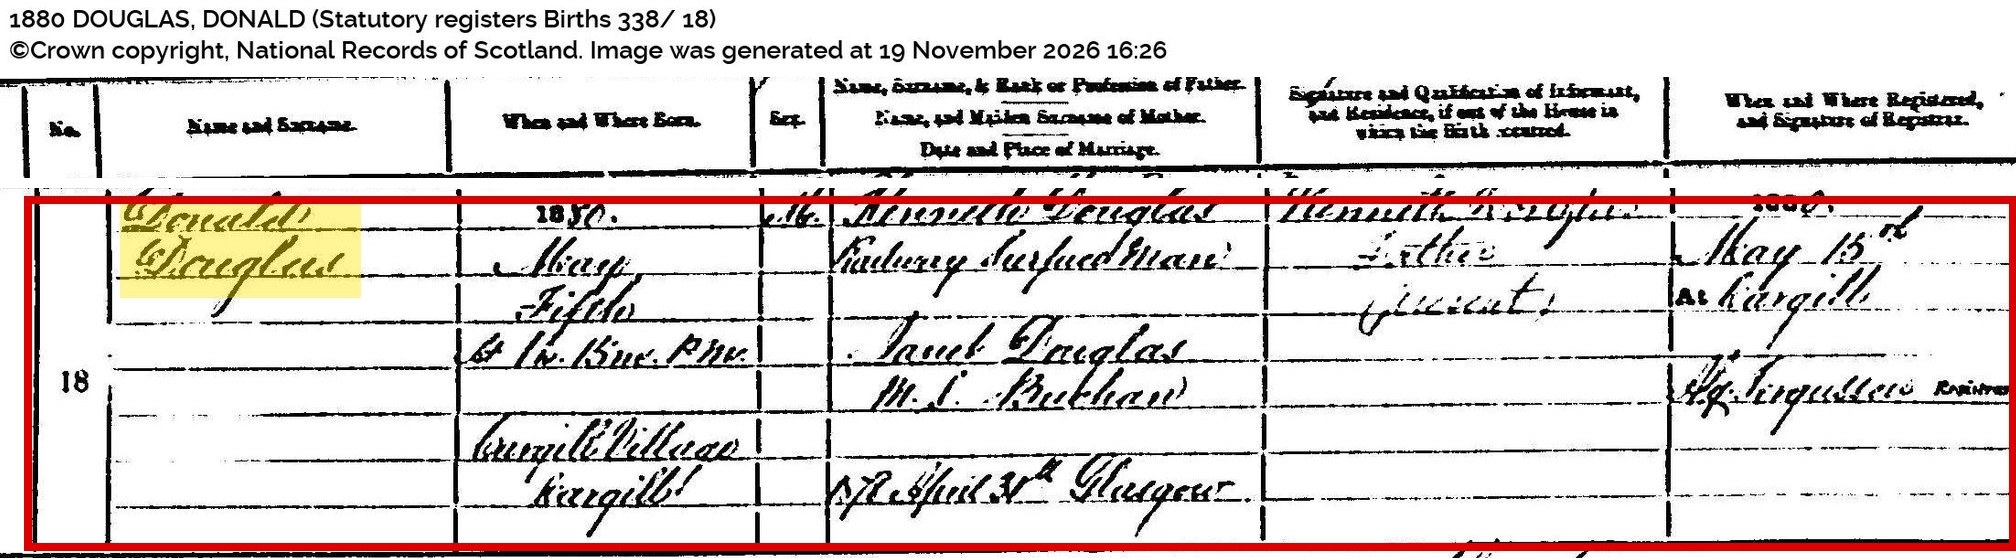 1880 DOUGLAS, DONALD (Statutory registers Births 338/ 18)
©Crown copyright, National Records of Scotland. Image was generated at 19 November 2026 16:26
No.
Name and Surname.
When and Where Born.
Sex.
Name, Surname, & Rank or Profession of Father.
Name, and Maiden Surname of Mother.
Date and Place of Marriage.
Signature and Qualification of Informant,
and Residence, if out of the House in
which the Birth occurred.
When and Where Registered,
and Signature of Registrar.
18
Donald
Douglas
1880.
May
Fifth
At
Cargill Village
Kargill
M.
Kenneth Douglas
Railway Surfaceman
Janet Douglas
M. S. Buchan
April Glasgow
Kenneth Douglas
Father
(present)
1880.
May 15th
At Kargill
Fergusson Registrar